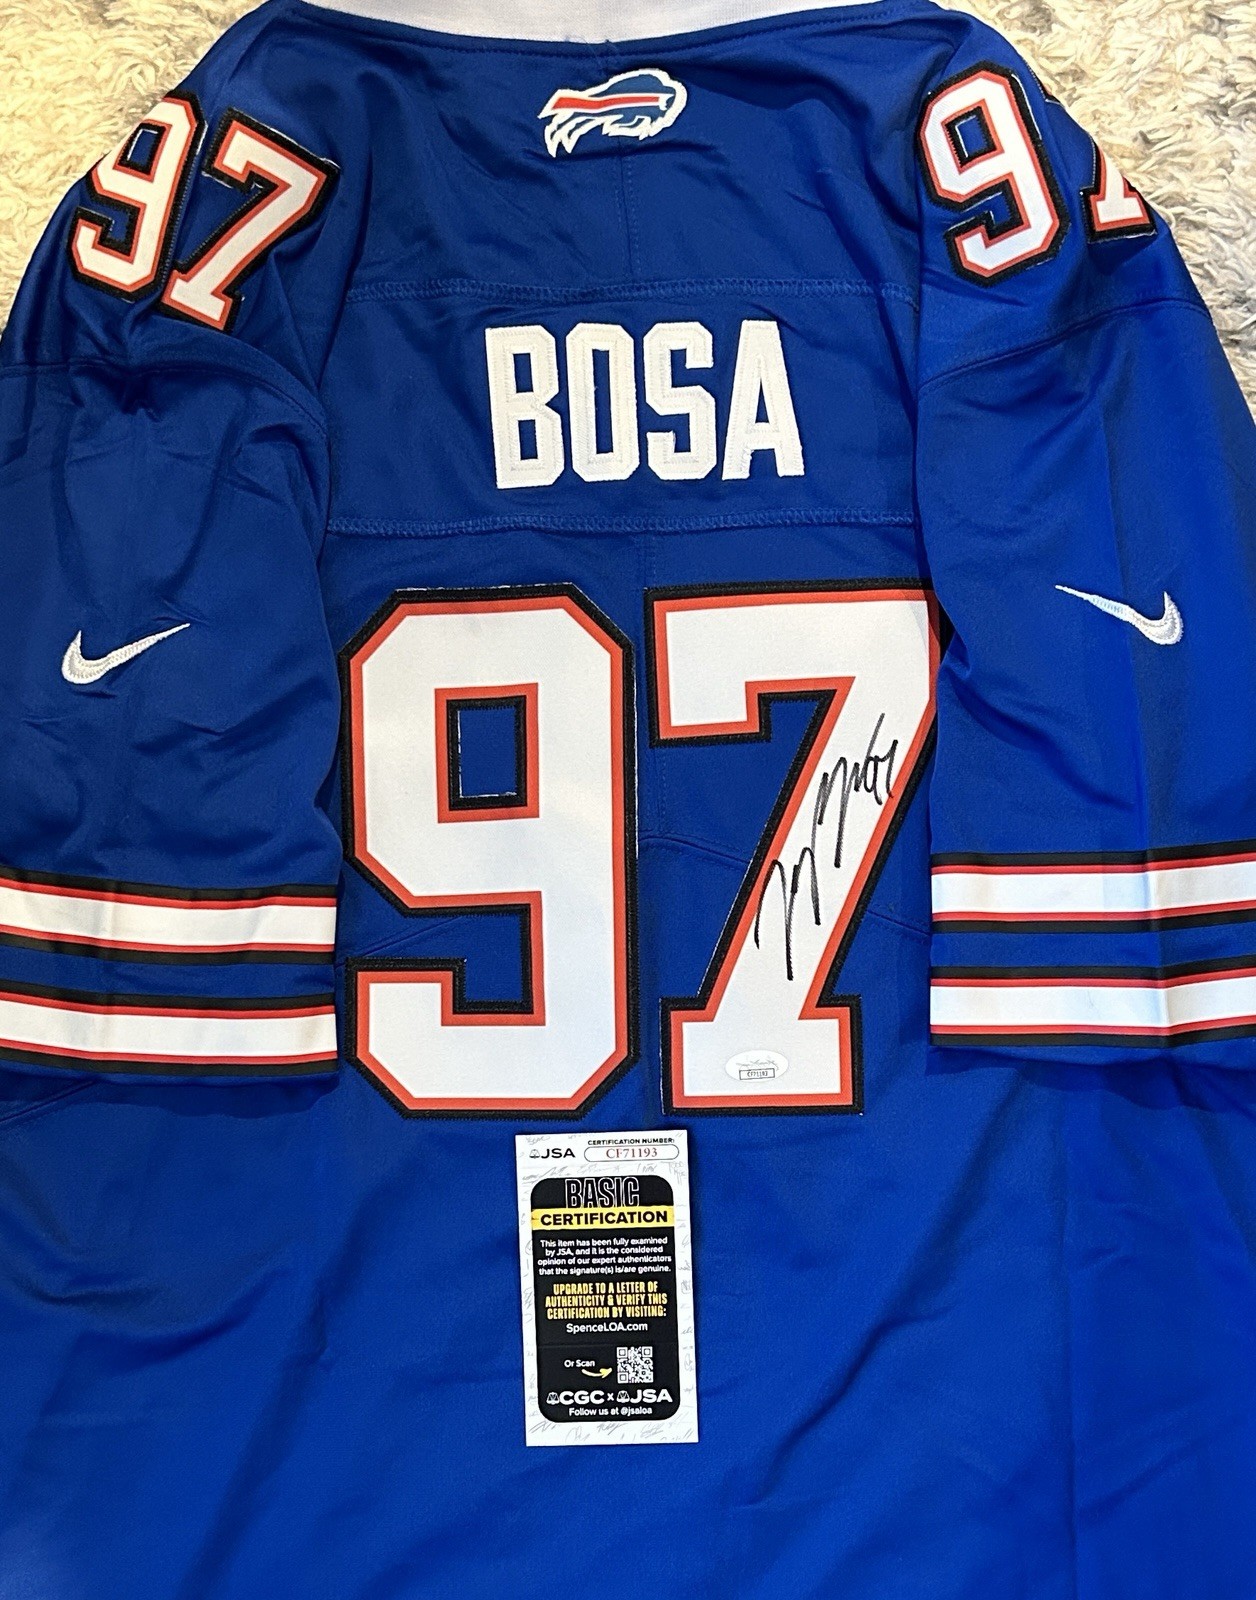 97
97
BOSA
97
CF71193
JSA
CERTIFICATION NUMBER:
CF71193
BASIC
CERTIFICATION
This item has been fully examined
by JSA, and it is the considered
opinion of our expert authenticators
that the signature(s) is/are genuine.
UPGRADE TO A LETTER OF
AUTHENTICITY & VERIFY THIS
CERTIFICATION BY VISITING:
SpenceLOA.com
Or Scan
CGC x JSA
Follow us at @jsaloa